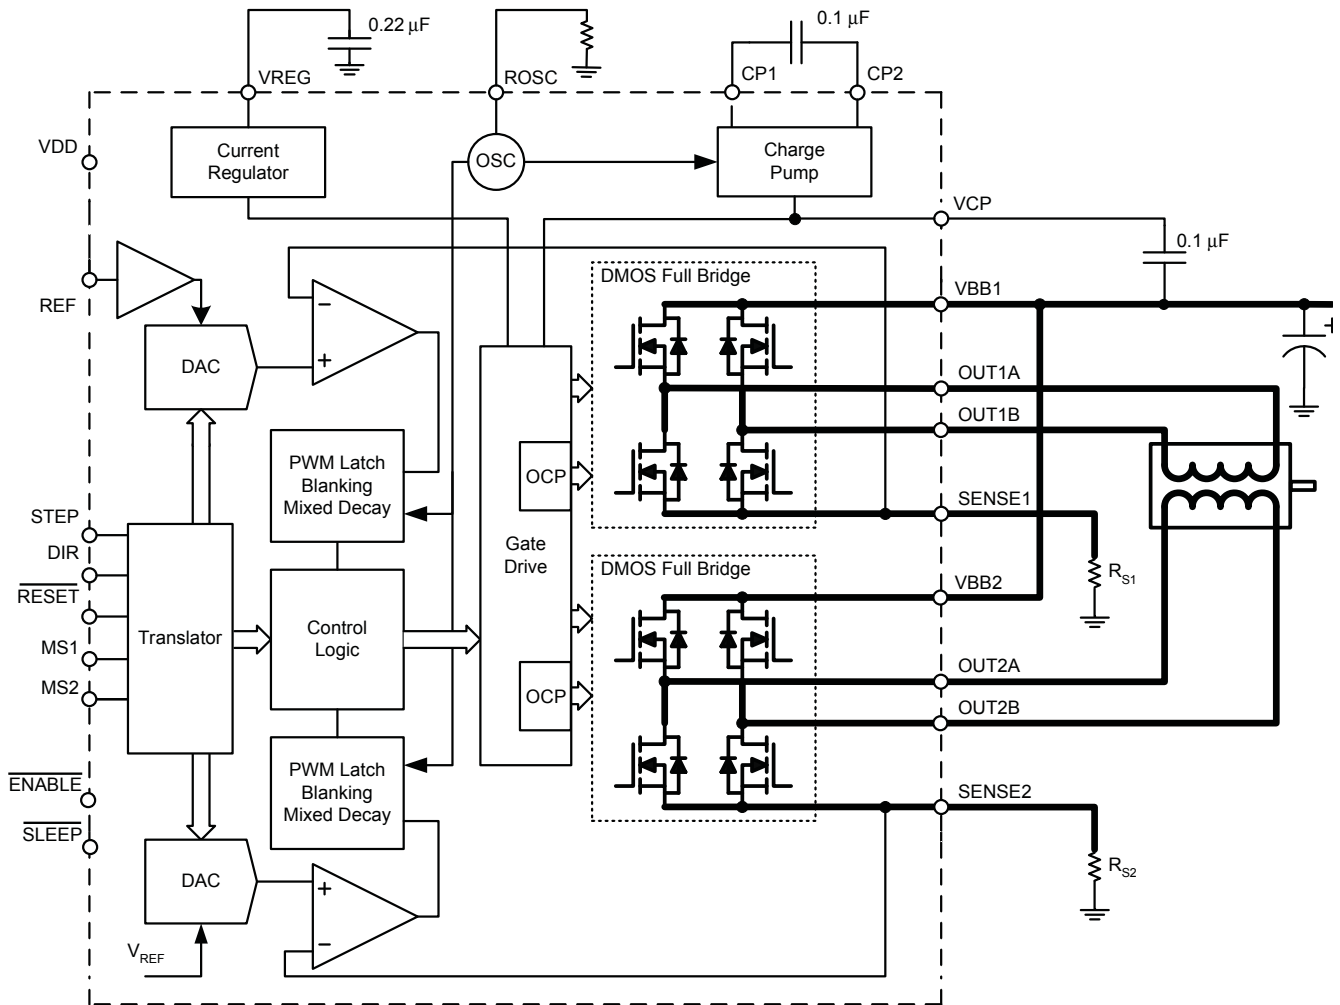 0.22 μF
0.1 μF
VREG
ROSC
CP1
CP2
VDD
Current
Regulator
OSC
Charge
Pump
VCP
0.1 μF
REF
DMOS Full Bridge
VBB1
+
−
+
DAC
OUT1A
OUT1B
PWM Latch
Blanking
Mixed Decay
OCP
SENSE1
STEP
DIR
RESET
MS1
MS2
Translator
Control
Logic
Gate
Drive
DMOS Full Bridge
RS1
VBB2
OCP
OUT2A
OUT2B
PWM Latch
Blanking
Mixed Decay
ENABLE
SLEEP
SENSE2
DAC
+
−
RS2
VREF